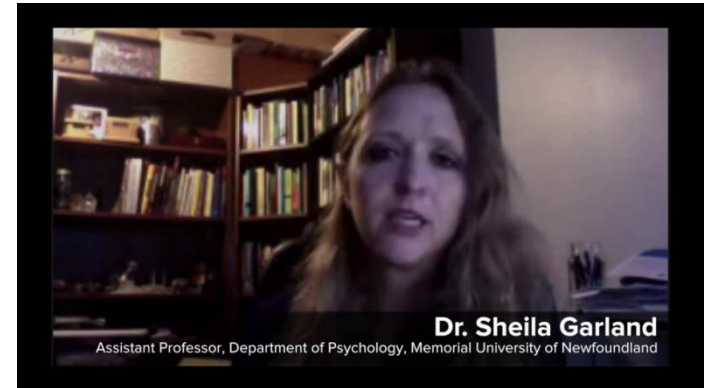 Dr. Sheila Garland
Assistant Professor, Department of Psychology, Memorial University of Newfoundland